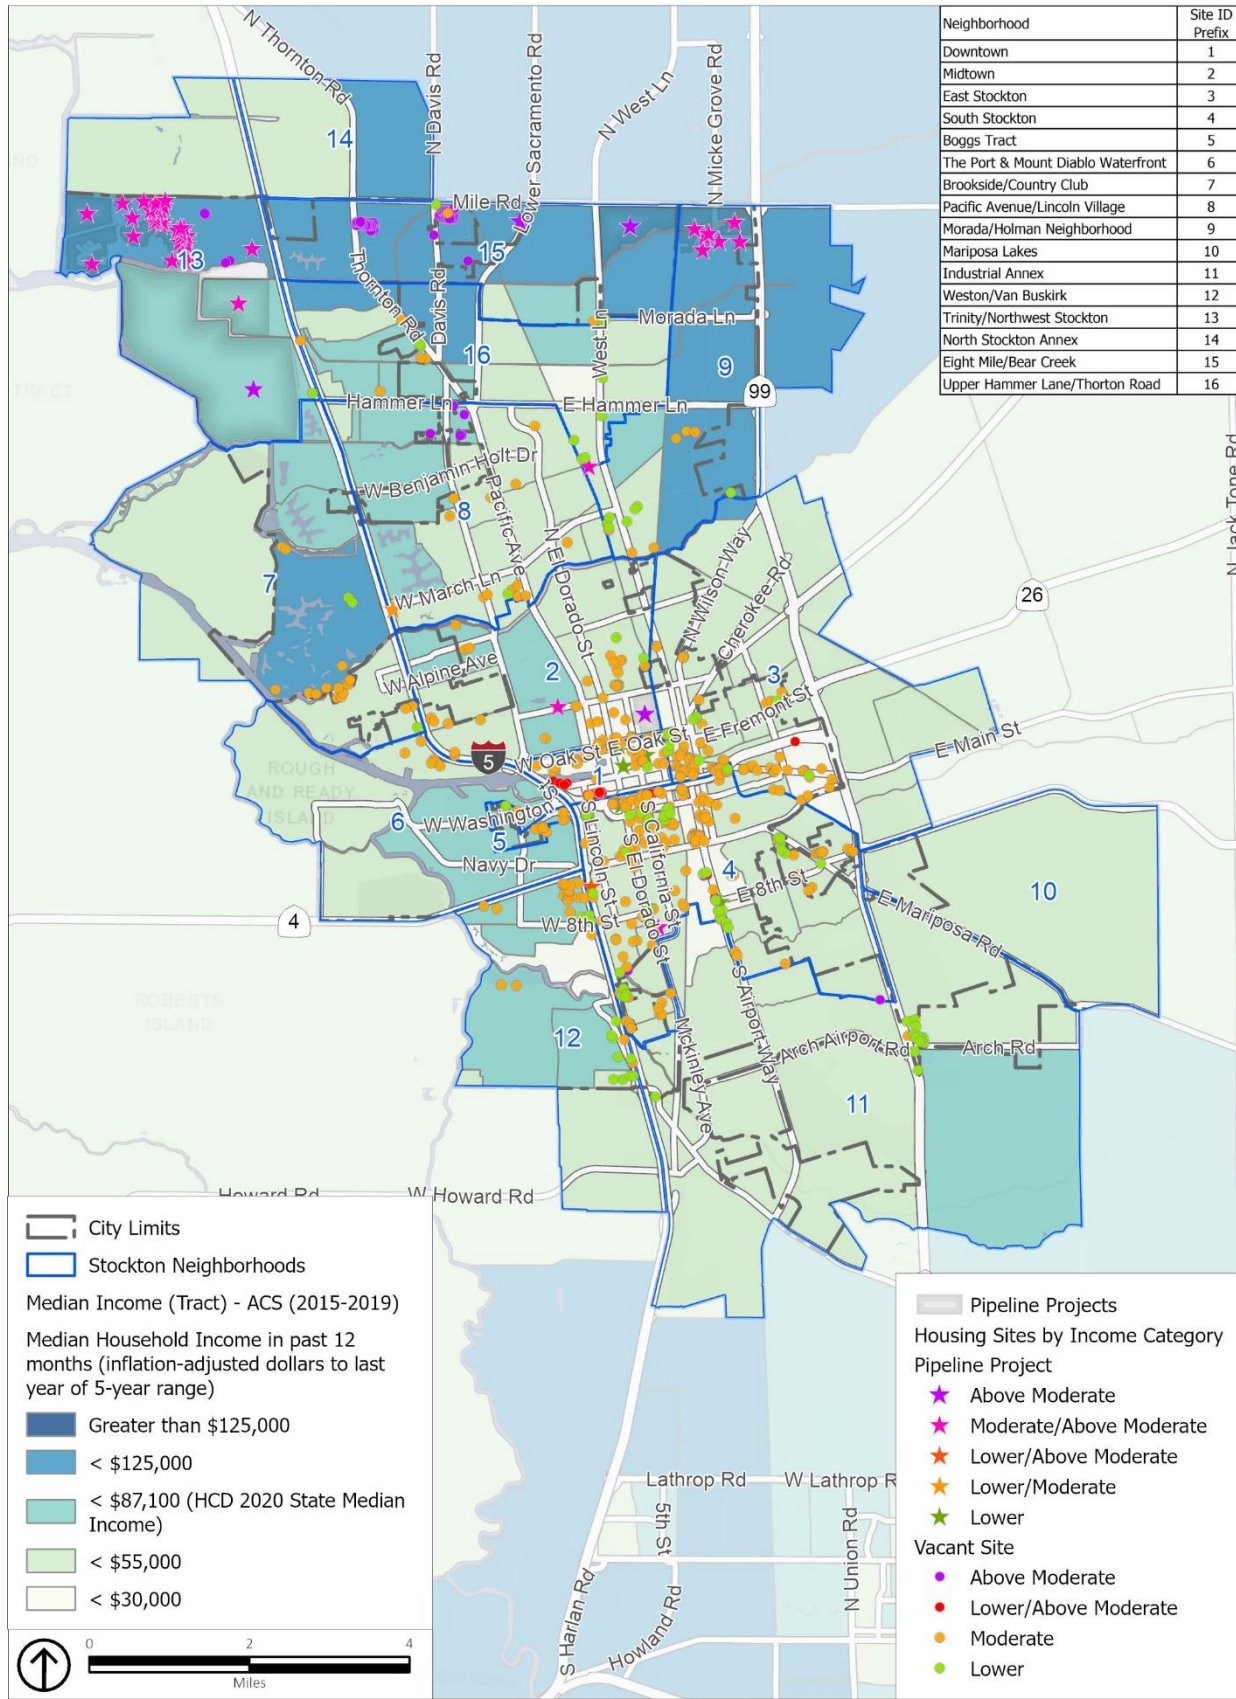 Neighborhood Site ID Prefix
Downtown 1
Midtown 2
East Stockton 3
South Stockton 4
Boggs Tract 5
The Port & Mount Diablo Waterfront 6
Brookside/Country Club 7
Pacific Avenue/Lincoln Village 8
Morada/Holman Neighborhood 9
Mariposa Lakes 10
Industrial Annex 11
Weston/Van Buskirk 12
Trinity/Northwest Stockton 13
North Stockton Annex 14
Eight Mile/Bear Creek 15
Upper Hammer Lane/Thorton Road 16
N Thornton Rd
N Davis Rd
Lower Sacramento Rd
N West Ln
N Micke Grove Rd
14
Mile Rd
13
15
Thornton Rd
Davis Rd
West Ln
Morada Ln
16
9
99
TRACT
Hammer Ln
E Hammer Ln
W Benjamin Holt Dr
8
Pacific Ave
N El Dorado St
N Wilson Way
Cherokee Rd
N Jack Tone Rd
26
7
W March Ln
W Alpine Ave
2
3
E Fremont St
E Main St
W Oak St
E Oak St
5
1
ROUGH
AND READY
ISLAND
6
W Washington St
5
Navy Dr
S Lincoln St
S El Dorado St
S California St
4
E 8th St
10
E Mariposa Rd
4
W 8th St
ROBERTS
ISLAND
12
S Airport Way
Mckinley Ave
Arch Airport Rd
Arch Rd
11
Howard Rd
W Howard Rd
City Limits
Stockton Neighborhoods
Median Income (Tract) - ACS (2015-2019)
Median Household Income in past 12
months (inflation-adjusted dollars to last
year of 5-year range)
Greater than $125,000
< $125,000
< $87,100 (HCD 2020 State Median
Income)
< $55,000
< $30,000
0 2 4
Miles
Lathrop Rd
W Lathrop R
5th St
N Union Rd
S Harlan Rd
Howland Rd
Pipeline Projects
Housing Sites by Income Category
Pipeline Project
Above Moderate
Moderate/Above Moderate
Lower/Above Moderate
Lower/Moderate
Lower
Vacant Site
Above Moderate
Lower/Above Moderate
Moderate
Lower